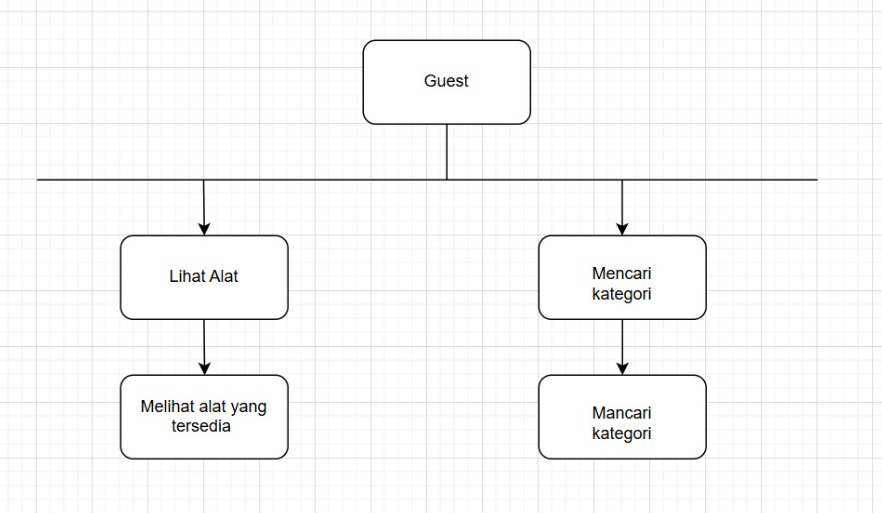 Guest
Lihat Alat
Mencari
kategori
Melihat alat yang
tersedia
Mancari
kategori